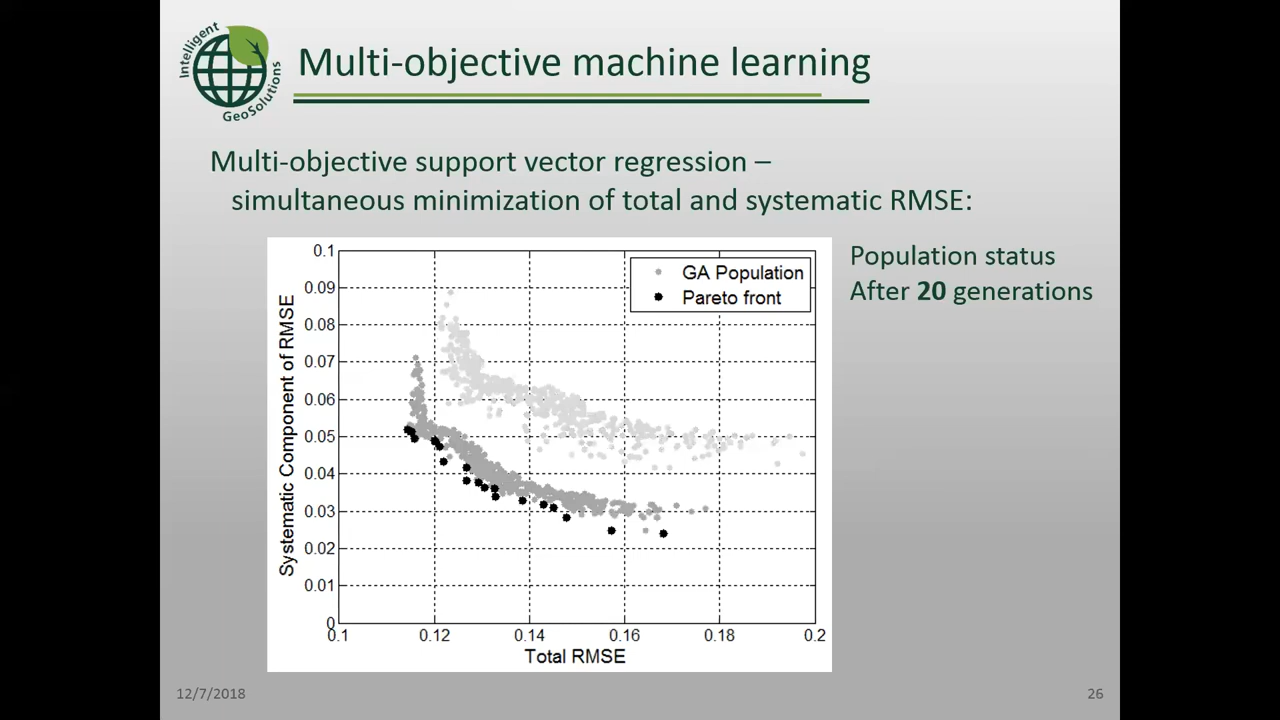 Intelligent
GeoSolutions
Multi-objective machine learning
Multi-objective support vector regression –
simultaneous minimization of total and systematic RMSE:
Population status
After 20 generations
GA Population
Pareto front
Systematic Component of RMSE
0.1
0.09
0.08
0.07
0.06
0.05
0.04
0.03
0.02
0.01
0
0.1 0.12 0.14 0.16 0.18 0.2
Total RMSE
12/7/2018
26